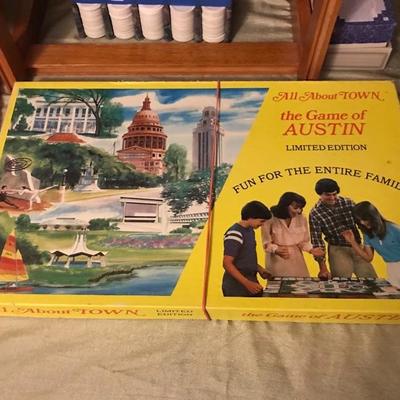 All About TOWN
the Game of
AUSTIN
LIMITED EDITION
FUN FOR THE ENTIRE FAMIL
All About TOWN
LIMITED
EDITION
the Game of AUSTI